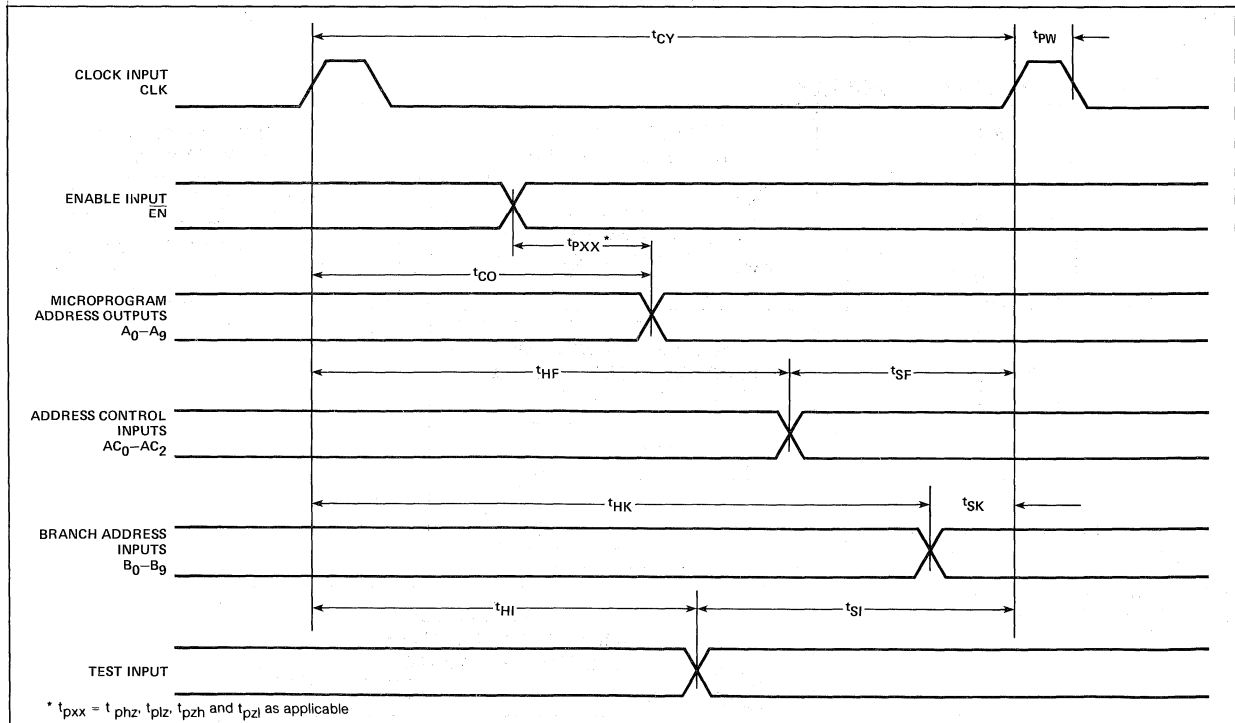 tCY
tPW
CLOCK INPUT
CLK
ENABLE INPUT
EN
tPXX*
tCO
MICROPROGRAM
ADDRESS OUTPUTS
A0–A9
tHF
tSF
ADDRESS CONTROL
INPUTS
AC0–AC2
tHK
tSK
BRANCH ADDRESS
INPUTS
B0–B9
tHI
tSI
TEST INPUT
* tpxx = t phz, tplz, tpzh and tpzl as applicable